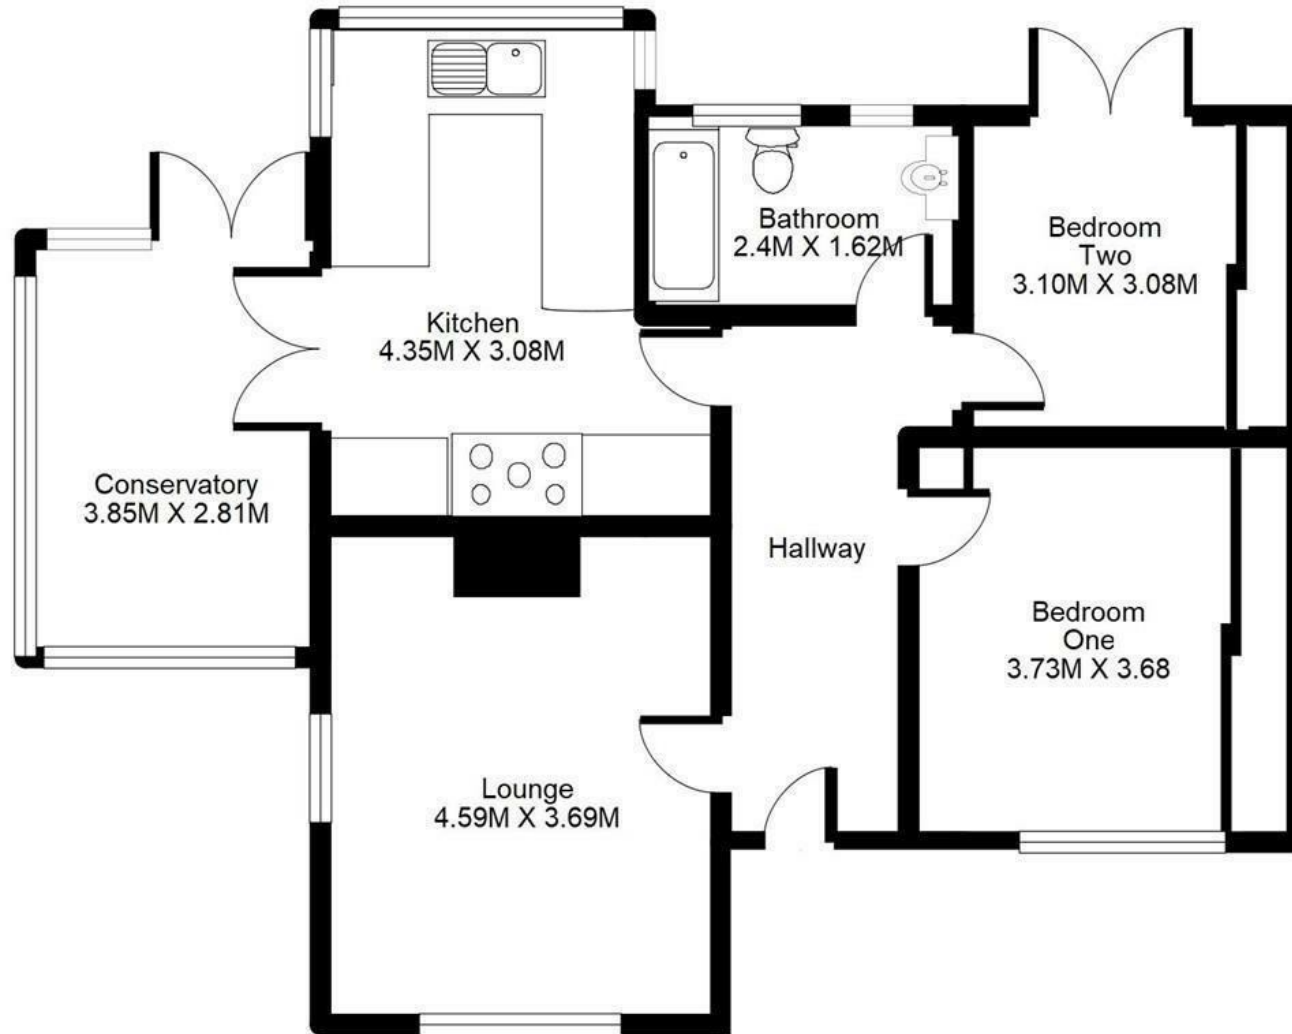 Bathroom
2.4M X 1.62M
Bedroom
Two
3.10M X 3.08M
Kitchen
4.35M X 3.08M
Conservatory
3.85M X 2.81M
Hallway
Bedroom
One
3.73M X 3.68
Lounge
4.59M X 3.69M